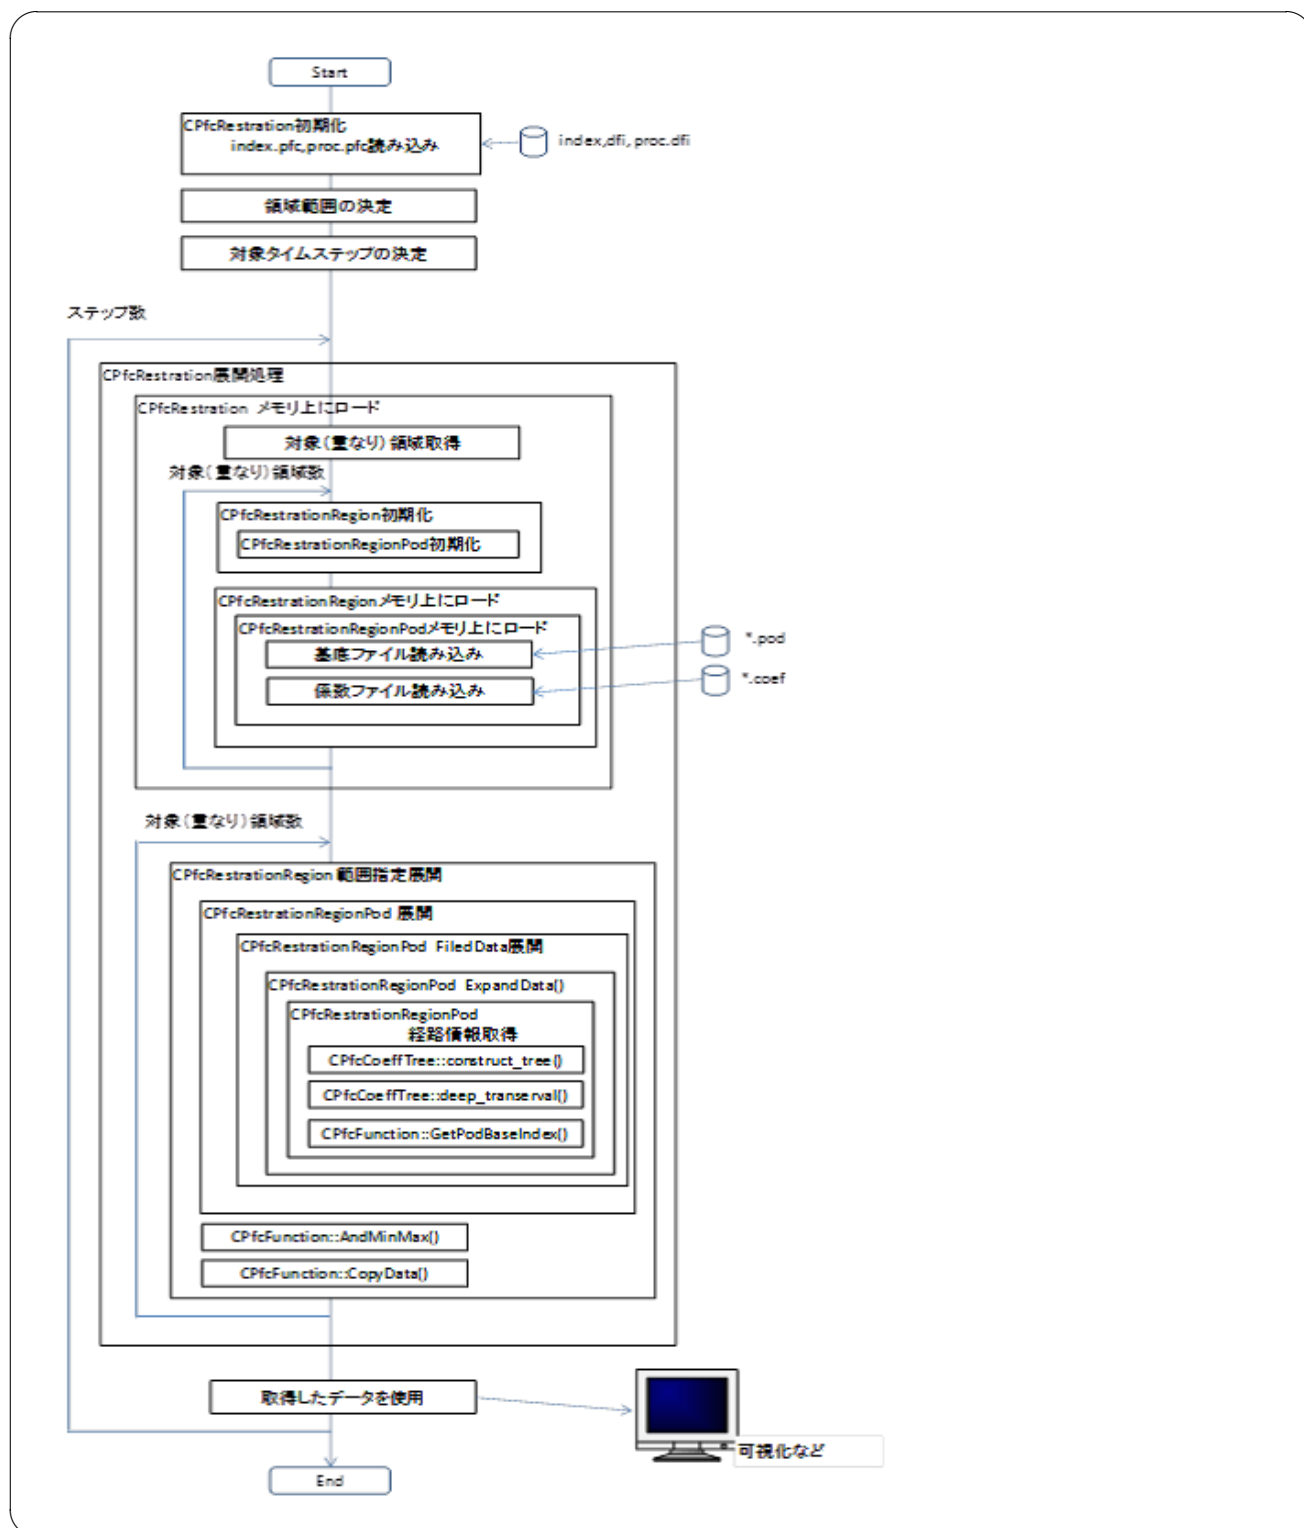 Start
CPfcRestration初期化
index.pfc,proc.pfc読み込み
index,dfi, proc.dfi
領域範囲の決定
対象タイムステップの決定
ステップ数
CPfcRestration展開処理
CPfcRestration メモリ上にロード
対象(重なり)領域取得
対象(重なり)領域数
CPfcRestrationRegion初期化
CPfcRestrationRegionPod初期化
CPfcRestrationRegionメモリ上にロード
CPfcRestrationRegionPodメモリ上にロード
基底ファイル読み込み
*.pod
係数ファイル読み込み
*.coef
対象(重なり)領域数
CPfcRestrationRegion 範囲指定展開
CPfcRestrationRegionPod 展開
CPfcRestrationRegionPod FiledData展開
CPfcRestrationRegionPod ExpandData()
CPfcRestrationRegionPod
経路情報取得
CPfcCoeffTree::construct_tree()
CPfcCoeffTree::deep_transerval()
CPfcFunction::GetPodBaseIndex()
CPfcFunction::AndMinMax()
CPfcFunction::CopyData()
取得したデータを使用
可視化など
End